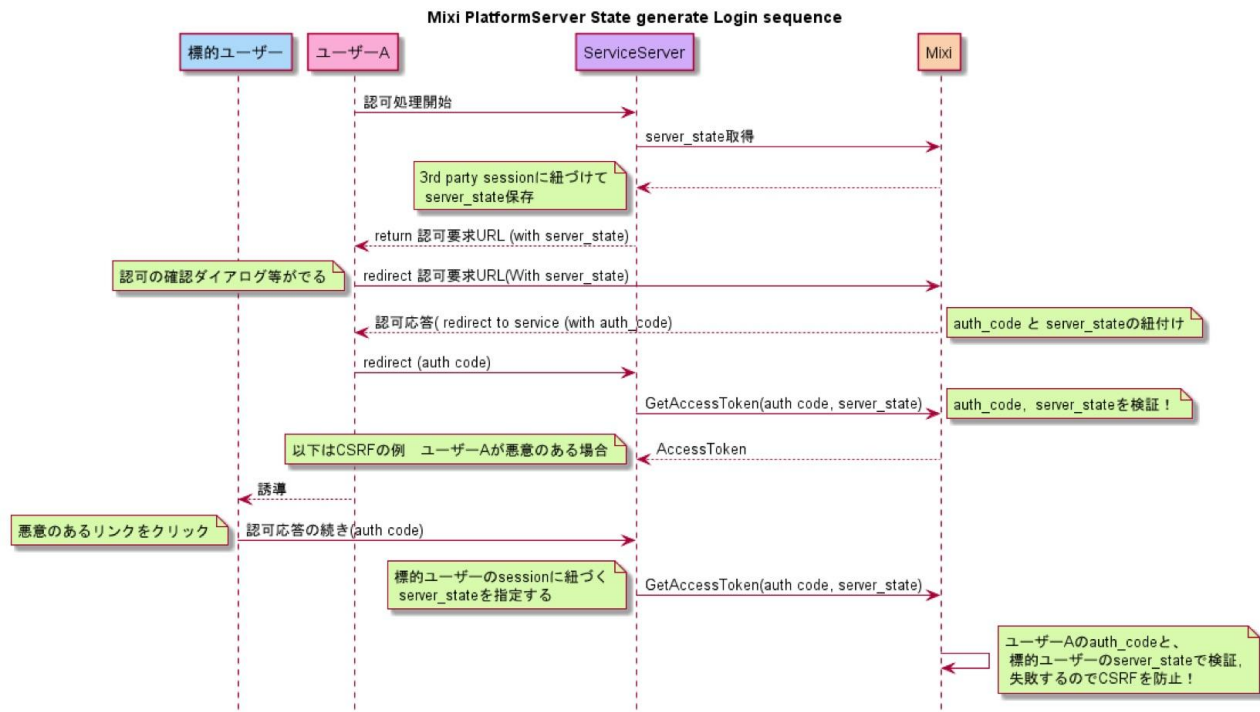 Mixi PlatformServer State generate Login sequence
標的ユーザー
ユーザーA
ServiceServer
Mixi
認可処理開始
server_state取得
3rd party sessionに紐づけて
server_state保存
return 認可要求URL (with server_state)
認可の確認ダイアログ等がでる
redirect 認可要求URL(With server_state)
認可応答( redirect to service (with auth_code)
auth_code と server_stateの紐付け
redirect (auth code)
GetAccessToken(auth code, server_state)
auth_code, server_stateを検証！
以下はCSRFの例　ユーザーAが悪意のある場合
AccessToken
誘導
悪意のあるリンクをクリック
認可応答の続き(auth code)
標的ユーザーのsessionに紐づく
server_stateを指定する
GetAccessToken(auth code, server_state)
ユーザーAのauth_codeと、
標的ユーザーのserver_stateで検証,
失敗するのでCSRFを防止！